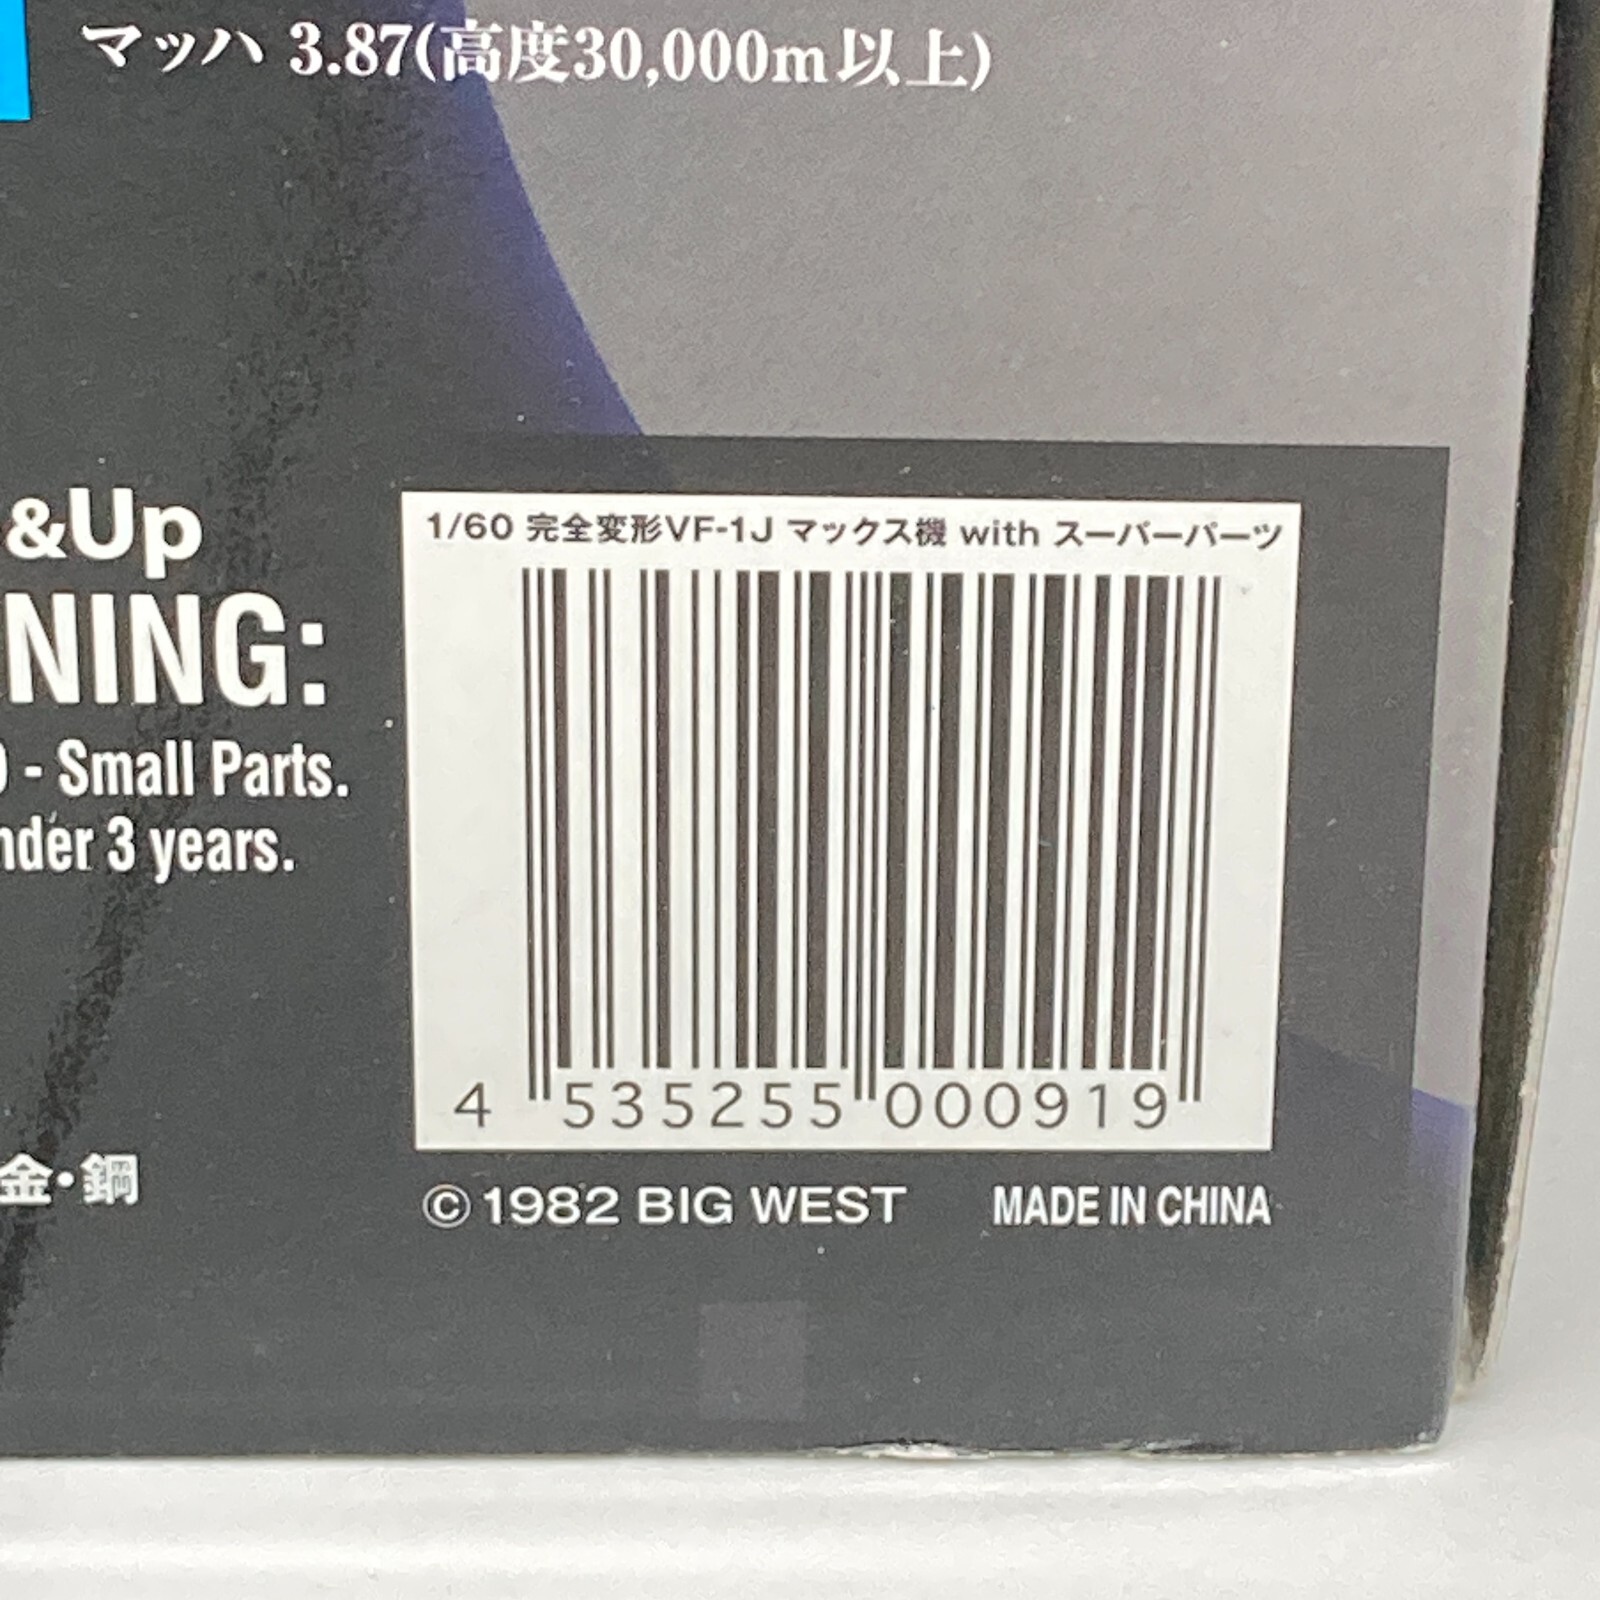 マッハ 3.87(高度30,000m以上)
&Up
NING:
- Small Parts.
nder 3 years.
金・鋼
1/60 完全変形VF-1J マックス機 with スーパーパーツ
4 535255 000919
© 1982 BIG WEST MADE IN CHINA